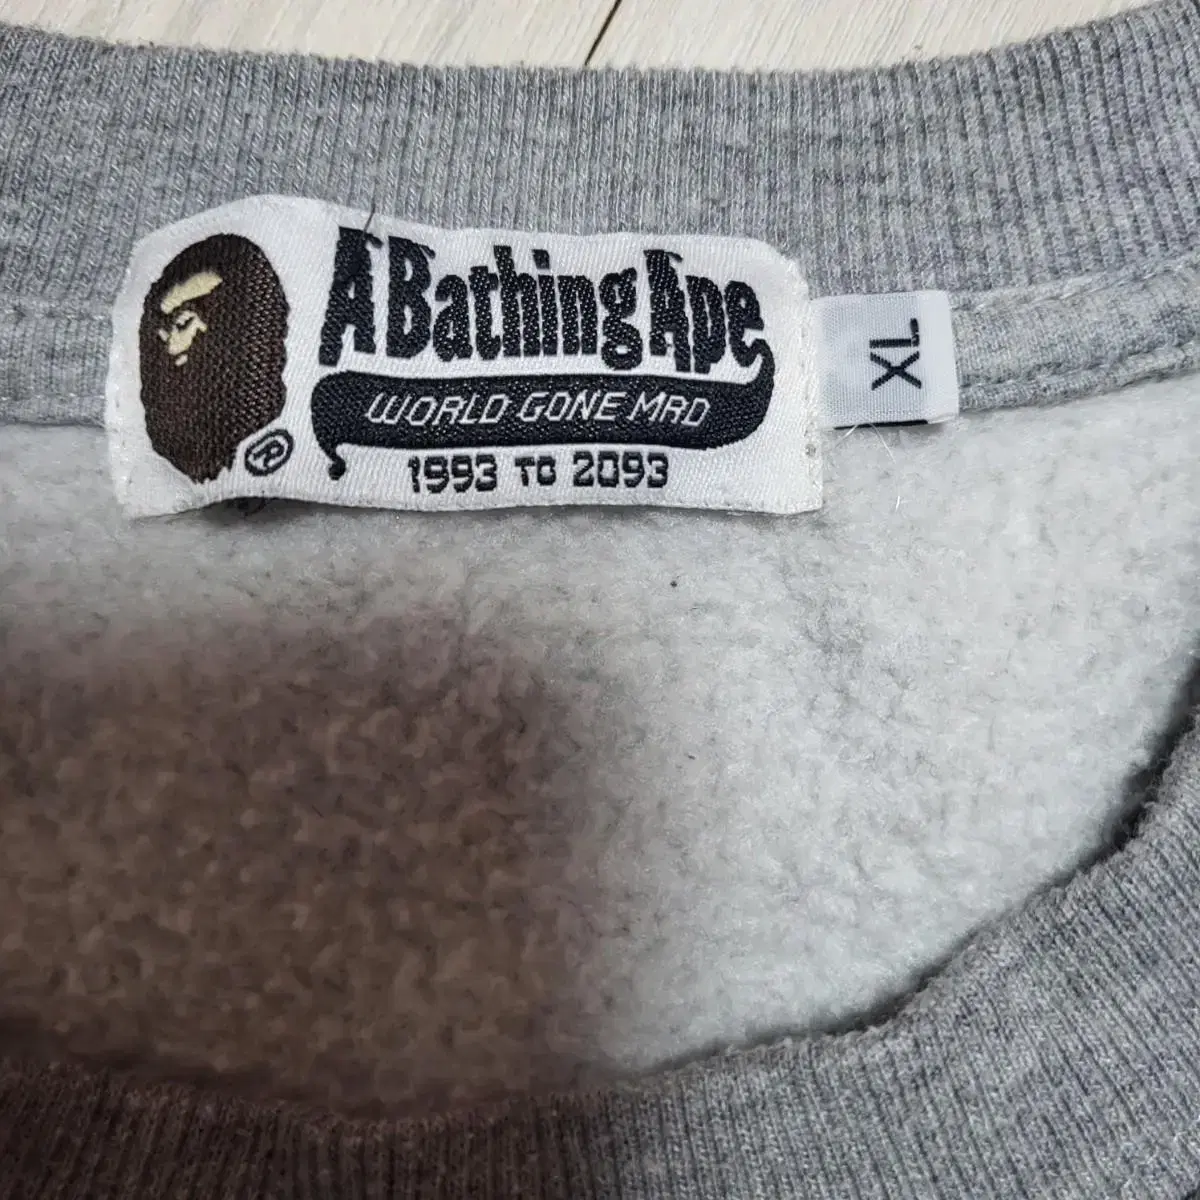 A Bathing Ape
WORLD GONE MAD
1993 TO 2093
®
XL